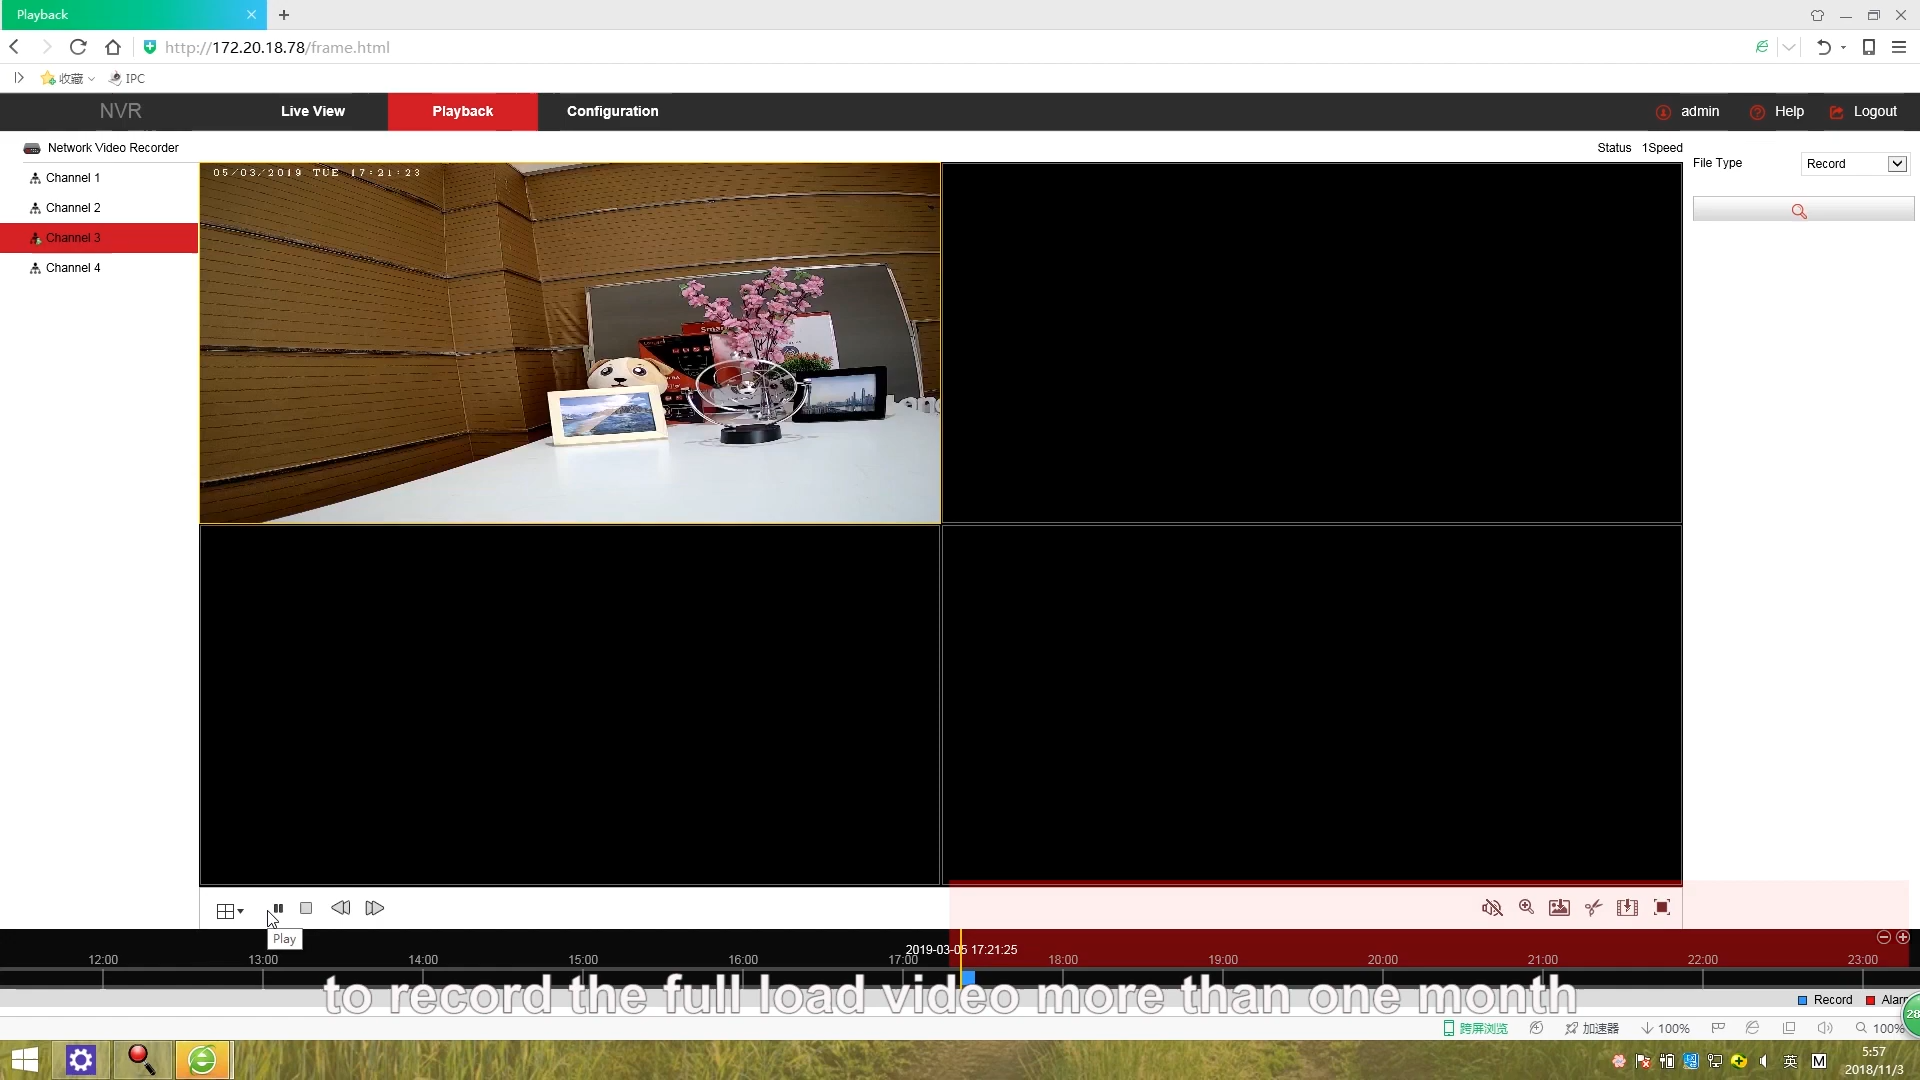 Playback
http://172.20.18.78/frame.html
收藏
IPC
NVR
Live View
Playback
Configuration
admin
Help
Logout
Network Video Recorder
Status 1Speed
File Type
Record
Channel 1
Channel 2
Channel 3
Channel 4
05/03/2019 TUE 17:21:23
Play
2019-03-05 17:21:25
12:00 13:00 14:00 15:00 16:00 17:00 18:00 19:00 20:00 21:00 22:00 23:00
to record the full load video more than one month
Record
Alarm
28
跨屏浏览
加速器
100%
100%
英
M
5:57
2018/11/3